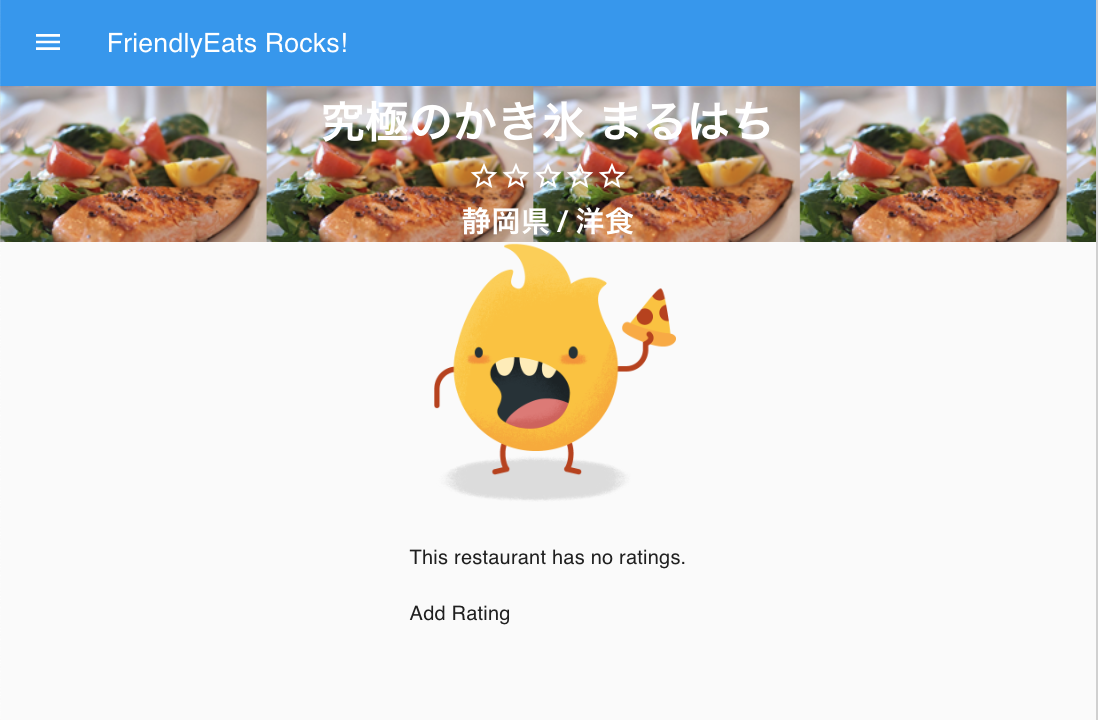 FriendlyEats Rocks!
究極のかき氷 まるはち
静岡県 / 洋食
This restaurant has no ratings.
Add Rating